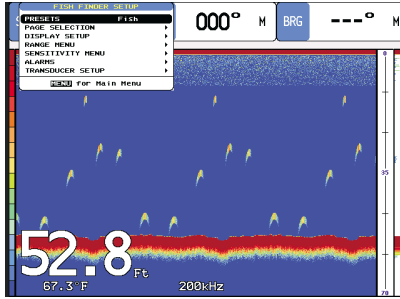 FISH FINDER SETUP
PRESETS Fish
PAGE SELECTION
DISPLAY SETUP
RANGE MENU
SENSITIVITY MENU
ALARMS
TRANSDUCER SETUP
MENU for Main Menu
000° M BRG ---° M
0
35
70
52.8 Ft
67.3°F 200kHz